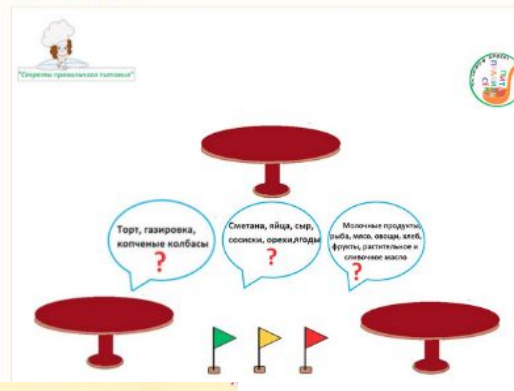 "Секреты правильного питания"
Торт, газировка,
копченые колбасы
?
Сметана, яйца, сыр,
сосиски, орехи,ягоды
?
Молочные продукты,
рыба, мясо, овощи, хлеб,
фрукты, растительное и
сливочное масло
?